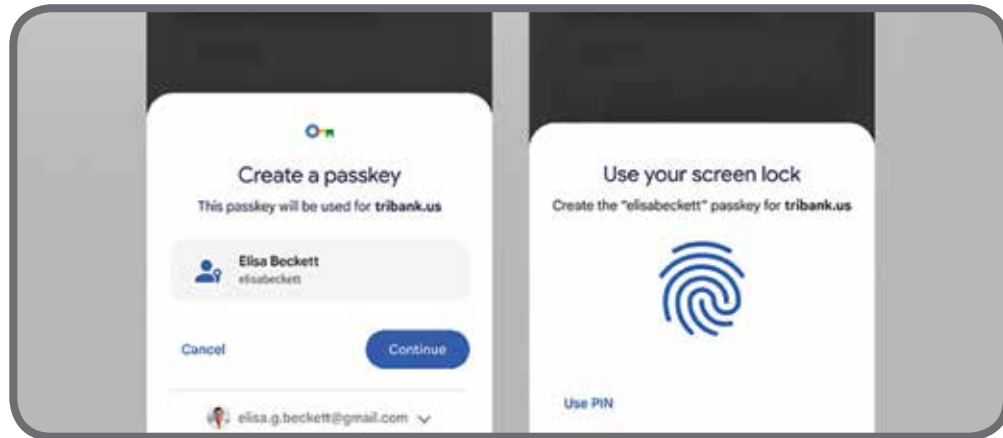 Create a passkey
This passkey will be used for tribank.us
Elisa Beckett
elisabeckett
Cancel
Continue
elisa.g.beckett@gmail.com
Use your screen lock
Create the "elisabeckett" passkey for tribank.us
Use PIN